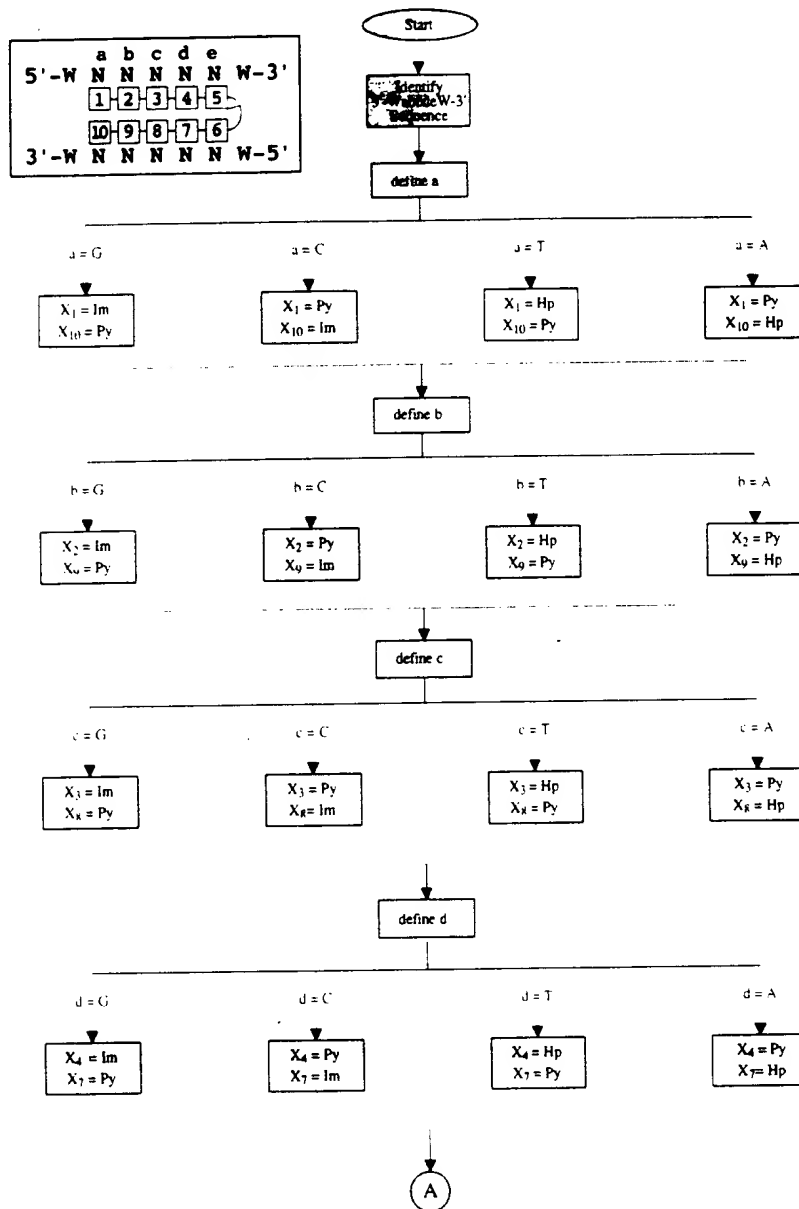 a b c d e
5'-W N N N N N W-3'
1 2 3 4 5
10 9 8 7 6
3'-W N N N N N W-5'
Start
Identify
W-3'
Sequence
define a
a = G a = C a = T a = A
X₁ = Im X₁ = Py X₁ = Hp X₁ = Py
X₁₀ = Py X₁₀ = Im X₁₀ = Py X₁₀ = Hp
define b
b = G b = C b = T b = A
X₂ = Im X₂ = Py X₂ = Hp X₂ = Py
X₉ = Py X₉ = Im X₉ = Py X₉ = Hp
define c
c = G c = C c = T c = A
X₃ = Im X₃ = Py X₃ = Hp X₃ = Py
X₈ = Py X₈ = Im X₈ = Py X₈ = Hp
define d
d = G d = C d = T d = A
X₄ = Im X₄ = Py X₄ = Hp X₄ = Py
X₇ = Py X₇ = Im X₇ = Py X₇ = Hp
A